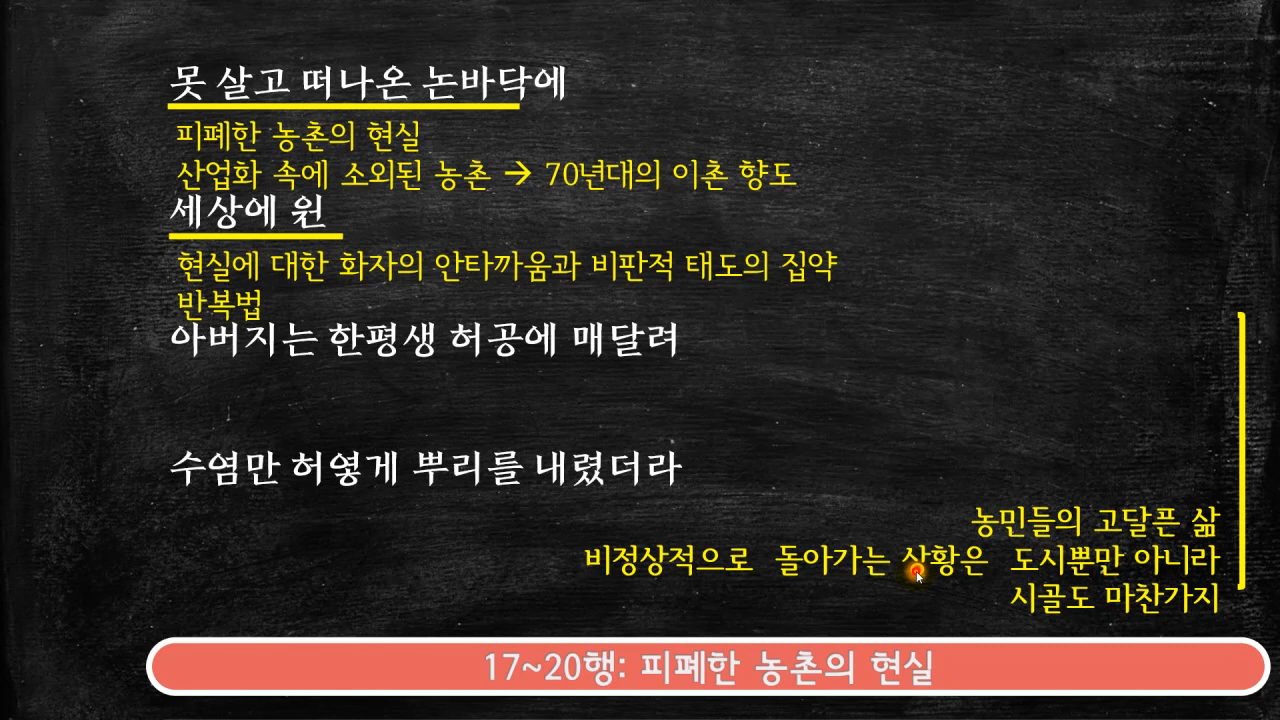 못 살고 떠나온 논바닥에
피폐한 농촌의 현실
산업화 속에 소외된 농촌 → 70년대의 이촌 향도
세상에 원
현실에 대한 화자의 안타까움과 비판적 태도의 집약
반복법
아버지는 한평생 허공에 매달려
수염만 허옇게 뿌리를 내렸더라
농민들의 고달픈 삶
비정상적으로 돌아가는 상황은 도시뿐만 아니라
시골도 마찬가지
17~20행: 피폐한 농촌의 현실